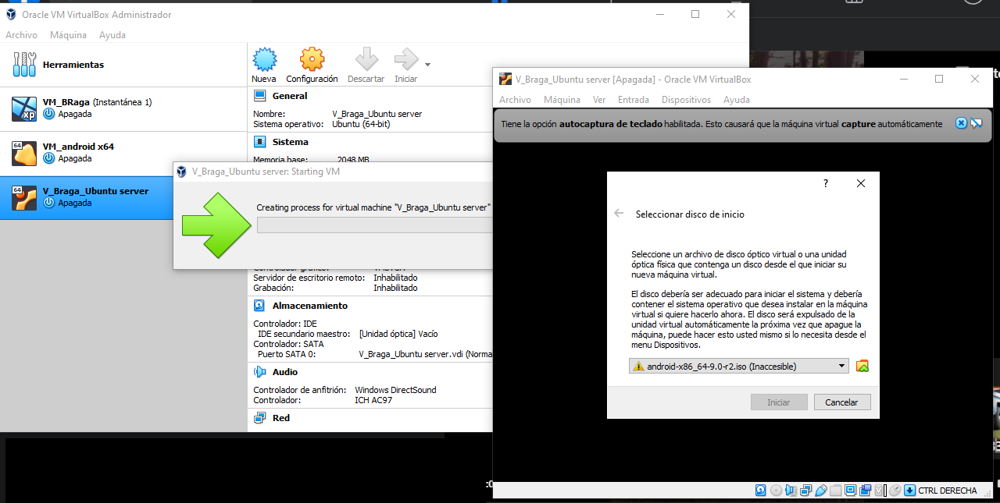 Oracle VM VirtualBox Administrador
Archivo Máquina Ayuda
Herramientas
VM_BRaga (Instantánea 1)
Apagada
64
VM_android x64
Apagada
64
V_Braga_Ubuntu server
Apagada
Nueva Configuración Descartar Iniciar
General
Nombre: V_Braga_Ubuntu server
Sistema operativo: Ubuntu (64-bit)
Sistema
Memoria base: 2048 MB
V_Braga_Ubuntu server: Starting VM
Creating process for virtual machine "V_Braga_Ubuntu server"
Servidor de escritorio remoto: Inhabilitado
Grabación: Inhabilitado
Almacenamiento
Controlador: IDE
IDE secundario maestro: [Unidad óptica] Vacío
Controlador: SATA
Puerto SATA 0: V_Braga_Ubuntu server.vdi (Norma
Audio
Controlador de anfitrión: Windows DirectSound
Controlador: ICH AC97
Red
V_Braga_Ubuntu server [Apagada] - Oracle VM VirtualBox
Archivo Máquina Ver Entrada Dispositivos Ayuda
Tiene la opción autocaptura de teclado habilitada. Esto causará que la máquina virtual capture automáticamente
Seleccionar disco de inicio
Seleccione un archivo de disco óptico virtual o una unidad
óptica física que contenga un disco desde el que iniciar su
nueva máquina virtual.
El disco debería ser adecuado para iniciar el sistema y debería
contener el sistema operativo que desea instalar en la máquina
virtual si quiere hacerlo ahora. El disco será expulsado de la
unidad virtual automáticamente la próxima vez que apague la
máquina, puede hacer esto usted mismo si lo necesita desde el
menu Dispositivos.
android-x86_64-9.0-r2.iso (Inaccesible)
Iniciar Cancelar
CTRL DERECHA